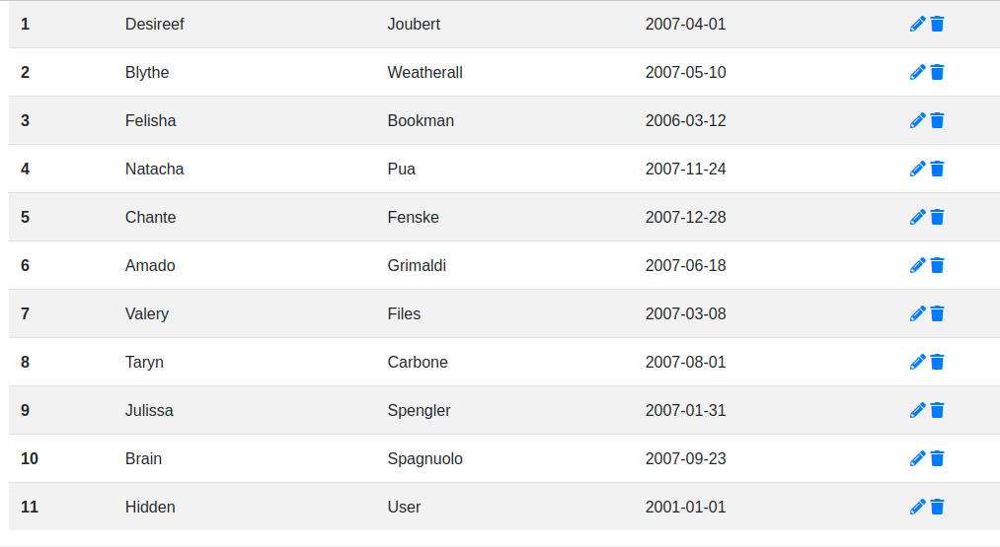 1 Desireef Joubert 2007-04-01
2 Blythe Weatherall 2007-05-10
3 Felisha Bookman 2006-03-12
4 Natacha Pua 2007-11-24
5 Chante Fenske 2007-12-28
6 Amado Grimaldi 2007-06-18
7 Valery Files 2007-03-08
8 Taryn Carbone 2007-08-01
9 Julissa Spengler 2007-01-31
10 Brain Spagnuolo 2007-09-23
11 Hidden User 2001-01-01